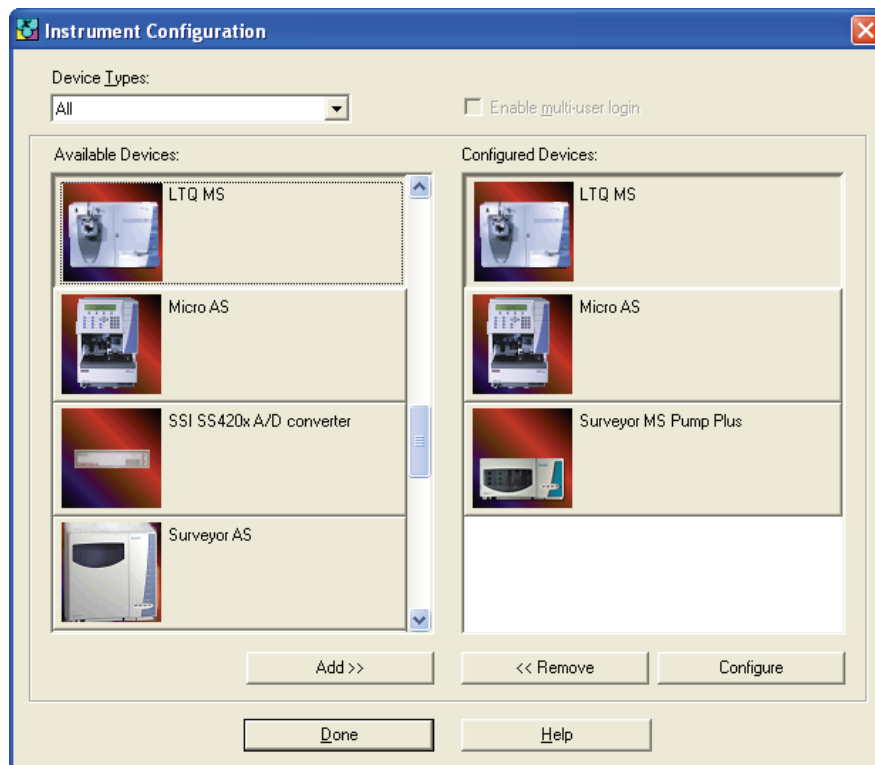 Instrument Configuration
Device Types:
All
Enable multi-user login
Available Devices:
Configured Devices:
LTQ MS
Micro AS
SSI SS420x A/D converter
Surveyor AS
LTQ MS
Micro AS
Surveyor MS Pump Plus
Add >>
<< Remove
Configure
Done
Help